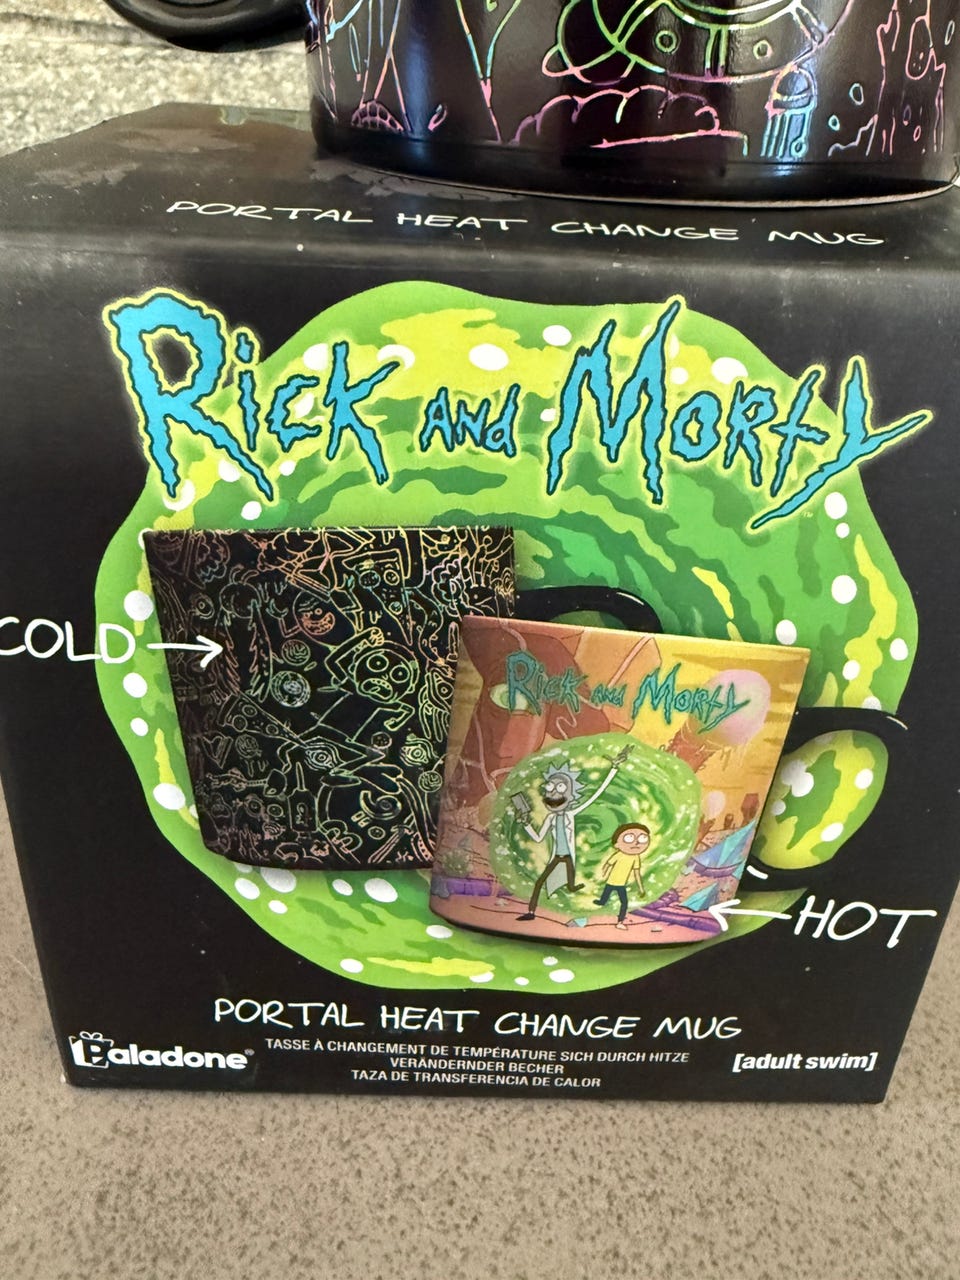 PORTAL HEAT CHANGE MUG
Rick and Morty
™
COLD
Rick and Morty
HOT
PORTAL HEAT CHANGE MUG
Paladone®
TASSE À CHANGEMENT DE TEMPÉRATURE SICH DURCH HITZE
VERÄNDERNDER BECHER
TAZA DE TRANSFERENCIA DE CALOR
[adult swim]